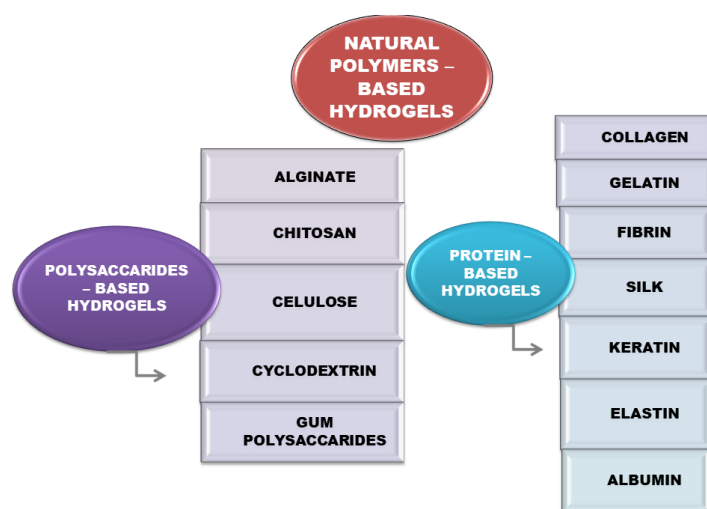 NATURAL
POLYMERS –
BASED
HYDROGELS
POLYSACCARIDES
– BASED
HYDROGELS
ALGINATE
CHITOSAN
CELULOSE
CYCLODEXTRIN
GUM
POLYSACCARIDES
PROTEIN –
BASED
HYDROGELS
COLLAGEN
GELATIN
FIBRIN
SILK
KERATIN
ELASTIN
ALBUMIN